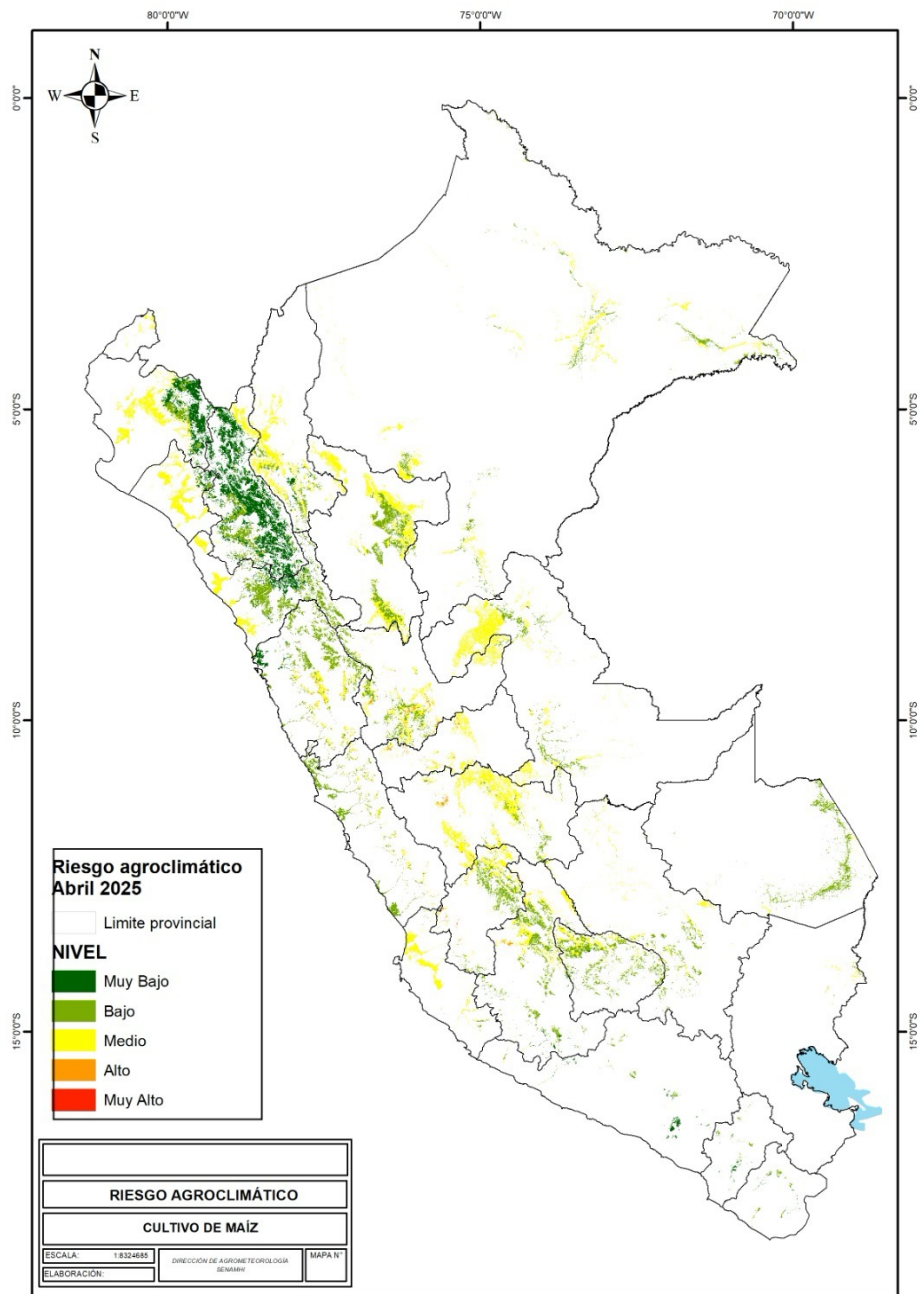 80°0'0"W 75°0'0"W 70°0'0"W
N
W E
S
0°0'0" 0°0'0"
5°0'0"S 5°0'0"S
10°0'0"S 10°0'0"S
15°0'0"S 15°0'0"S
Riesgo agroclimático
Abril 2025
Limite provincial
NIVEL
Muy Bajo
Bajo
Medio
Alto
Muy Alto
RIESGO AGROCLIMÁTICO
CULTIVO DE MAÍZ
ESCALA: 1:8324685
DIRECCIÓN DE AGROMETEOROLOGÍA
SENAMHI
MAPA N°
ELABORACIÓN: